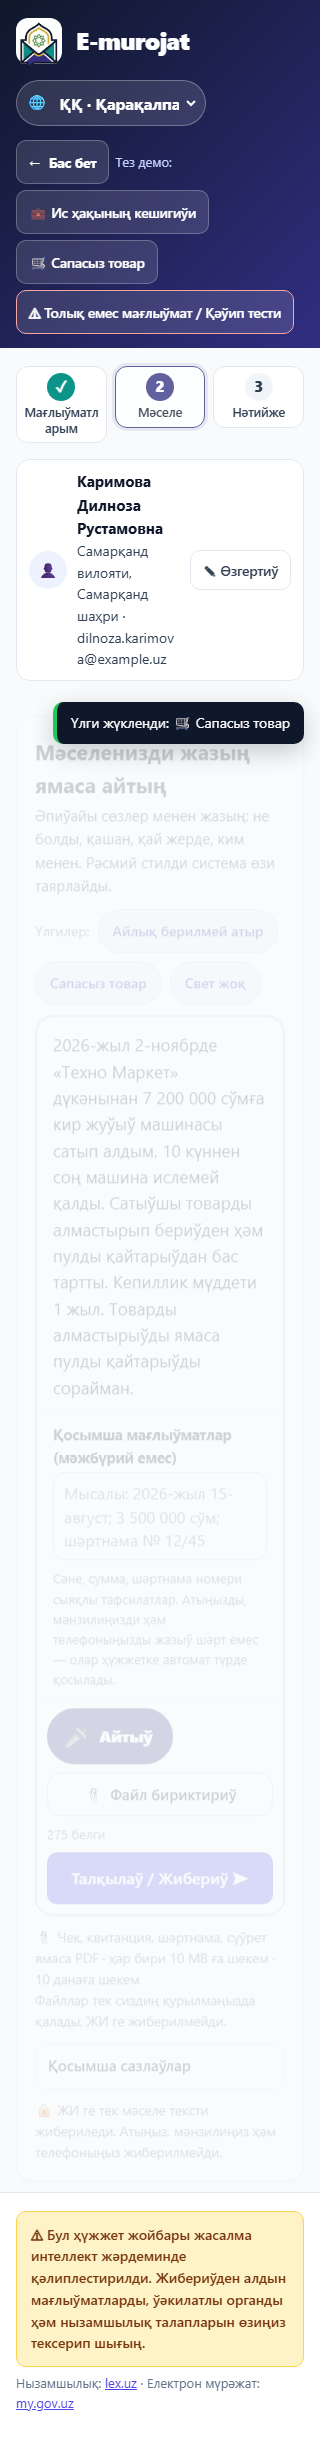 E-murojat
🌐 ҚҚ · Қарақалпа
← Бас бет Тез демо:
💼 Ис ҳақының кешигиўи
🛒 Сапасыз товар
⚠ Толық емес мағлыўмат / Қәўип тести
✓ 2 3
Мағлыўматл Мәселе Нәтийже
арым
Каримова
Дилноза
Рустамовна
Самарқанд
вилояти,
Самарқанд
шаҳри ·
dilnoza.karimov
a@example.uz
✏ Өзгертиў
Үлги жүкленди: 🛒 Сапасыз товар
Мәселеңизди жазың
ямаса айтың
Әпиўайы сөзлер менен жазың: не
болды, қашан, қай жерде, ким
менен. Рәсмий стилди система өзи
таярлайды.
Үлгилер: Айлық берилмей атыр
Сапасыз товар Свет жоқ
2026-жыл 2-ноябрде
«Техно Маркет»
дүкәнынан 7 200 000 сўмға
кир жуўыў машинасы
сатып алдым. 10 күннен
соң машина ислемей
қалды. Сатыўшы товарды
алмастырып бериўден ҳәм
пулды қайтарыўдан бас
тартты. Кепиллик мүддети
1 жыл. Товарды
алмастырыўды ямаса
пулды қайтарыўды
сорайман.
Қосымша мағлыўматлар
(мәжбүрий емес)
Мысалы: 2026-жыл 15-
август; 3 500 000 сўм;
шәртнама № 12/45
Сәне, сумма, шәртнама номери
сыяқлы тафсилатлар. Атыңызды,
мәнзилиңизди ҳәм
телефоныңызды жазыў шәрт емес
— олар ҳүжжетке автомат түрде
қосылады.
🎤 Айтыў
📎 Файл бириктириў
275 белги
Талқылаў / Жибериў ➤
📎 Чек, квитанция, шәртнама, сүўрет
ямаса PDF · ҳәр бири 10 MB ға шекем ·
10 данаға шекем
Файллар тек сиздиң қурылмаңызда
қалады, ЖИ ге жиберилмейди.
Қосымша сазлаўлар
🔒 ЖИ ге тек мәселе тексти
жибериледи. Атыңыз, мәнзилиңиз ҳәм
телефоныңыз жиберилмейди.
⚠ Бул ҳүжжет жойбары жасалма
интеллект жәрдеминде
қәлиплестирилди. Жибериўден алдын
мағлыўматларды, ўәкилатлы органды
ҳәм нызамшылық талапларын өзиңиз
тексерип шығың.
Нызамшылық: lex.uz · Електрон мүрәжат:
my.gov.uz